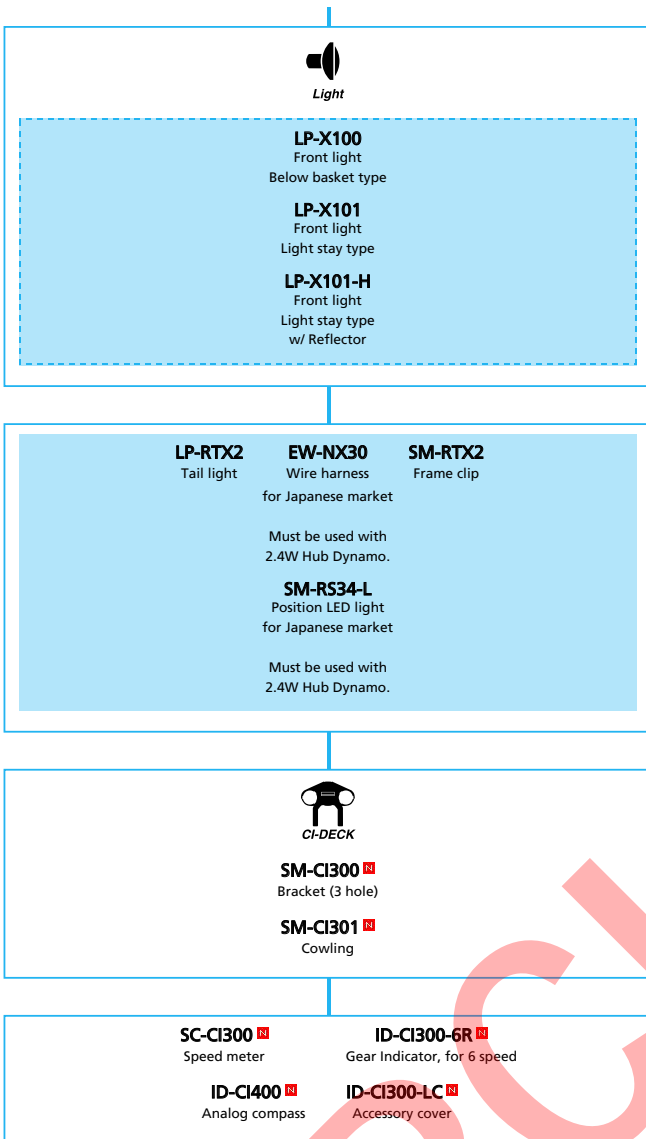 Light
LP-X100
Front light
Below basket type
LP-X101
Front light
Light stay type
LP-X101-H
Front light
Light stay type
w/ Reflector
LP-RTX2 EW-NX30 SM-RTX2
Tail light Wire harness Frame clip
for Japanese market
Must be used with
2.4W Hub Dynamo.
SM-RS34-L
Position LED light
for Japanese market
Must be used with
2.4W Hub Dynamo.
CI-DECK
SM-CI300 N
Bracket (3 hole)
SM-CI301 N
Cowling
SC-CI300 N ID-CI300-6R N
Speed meter Gear Indicator, for 6 speed
ID-CI400 N ID-CI300-LC N
Analog compass Accessory cover